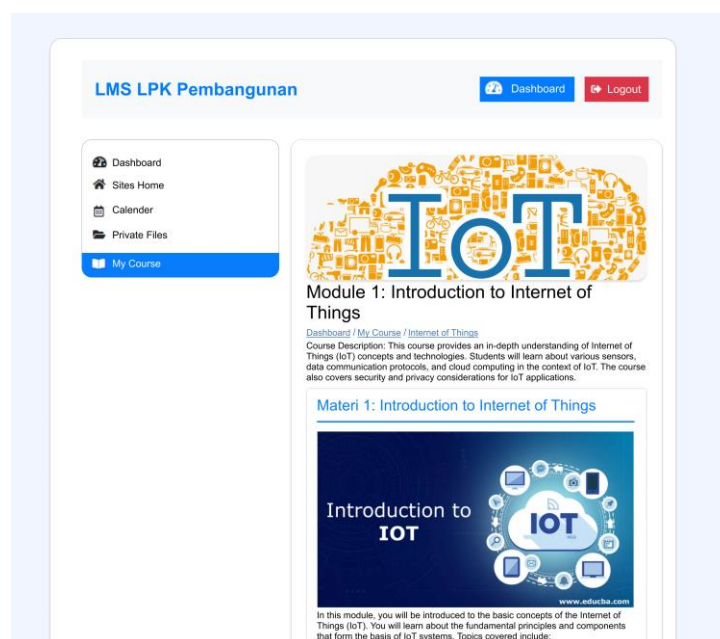 LMS LPK Pembangunan
Dashboard
Logout
Dashboard
Sites Home
Calender
Private Files
My Course
IoT
Module 1: Introduction to Internet of
Things
Dashboard / My Course / Internet of Things
Course Description: This course provides an in-depth understanding of Internet of
Things (IoT) concepts and technologies. Students will learn about various sensors,
data communication protocols, and cloud computing in the context of IoT. The course
also covers security and privacy considerations for IoT applications.
Materi 1: Introduction to Internet of Things
Introduction to
IOT
IOT
www.educba.com
In this module, you will be introduced to the basic concepts of the Internet of
Things (IoT). You will learn about the fundamental principles and components
that form the basis of IoT systems. Topics covered include: